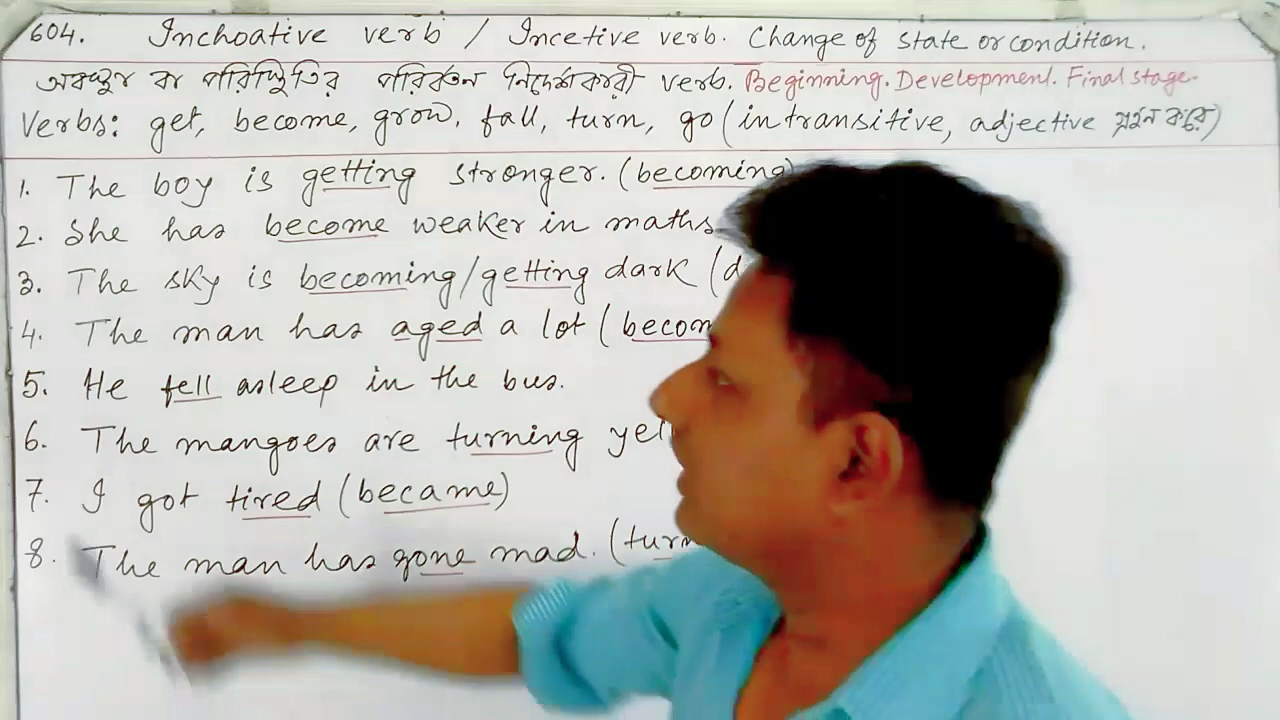 604. Inchoative verb / Incetive verb. Change of state or condition.
অবস্থার বা পরিস্থিতির পরিবর্তন নির্দেশকারী verb. Beginning. Development. Final stage.
Verbs: get, become, grow, fall, turn, go (intransitive, adjective গ্রহন করে)
1. The boy is getting stronger. (becoming)
2. She has become weaker in maths
3. The sky is becoming/getting dark (d
4. The man has aged a lot (becom
5. He fell asleep in the bus.
6. The mangoes are turning yel
7. I got tired (became)
8. The man has gone mad. (turn